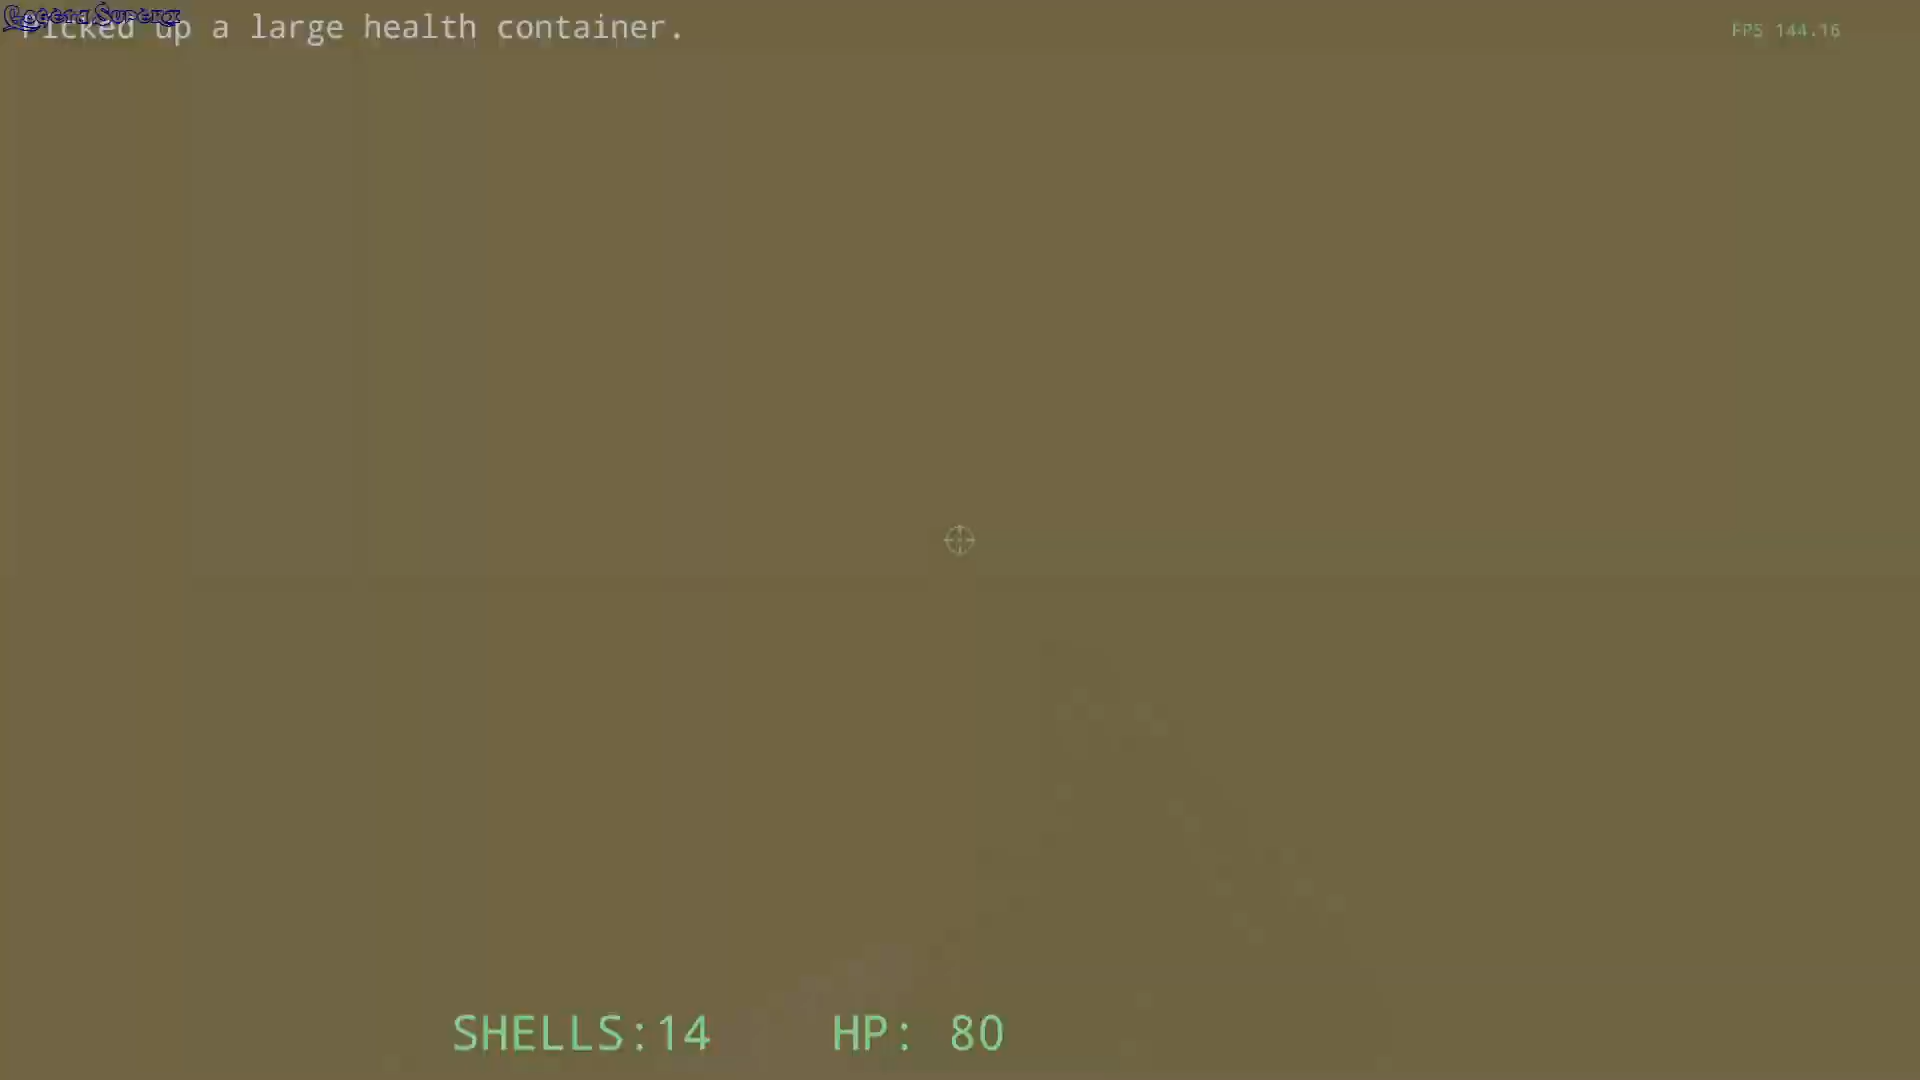 Picked up a large health container.
FPS 144.16
SHELLS:14 HP: 80